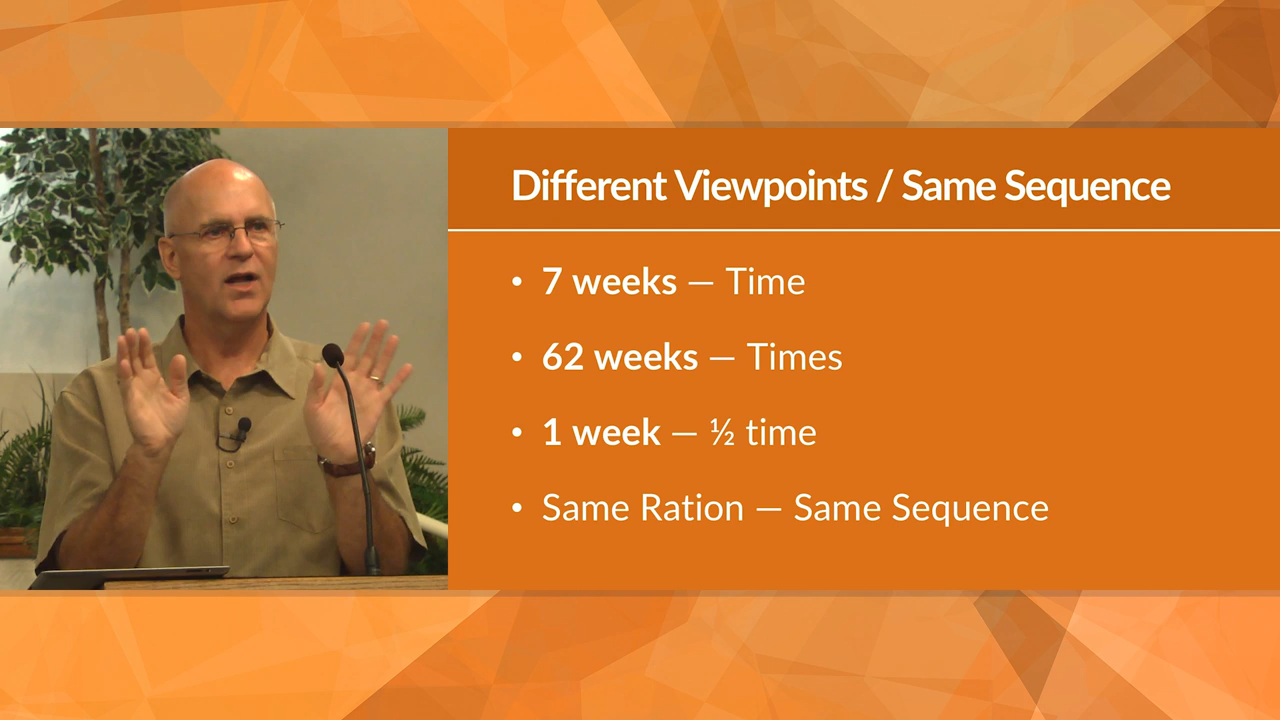 Different Viewpoints / Same Sequence
• 7 weeks — Time
• 62 weeks — Times
• 1 week — ½ time
• Same Ration — Same Sequence